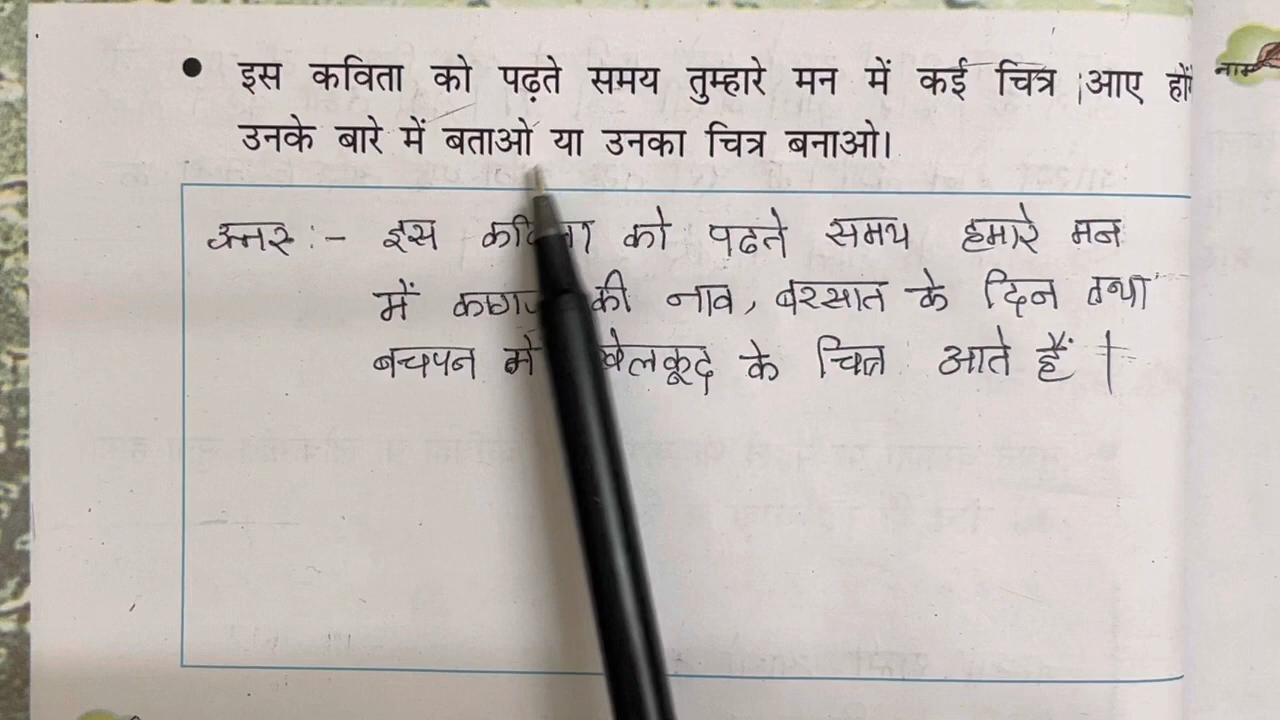 इस कविता को पढ़ते समय तुम्हारे मन में कई चित्र आए
उनके बारे में बताओ या उनका चित्र बनाओ।
नाम
उत्तर :- इस को पढते समय हमारे मन
में की नाव, बरसात के दिन तथा
बचपन में खेलकूद के चित्र आते हैं |